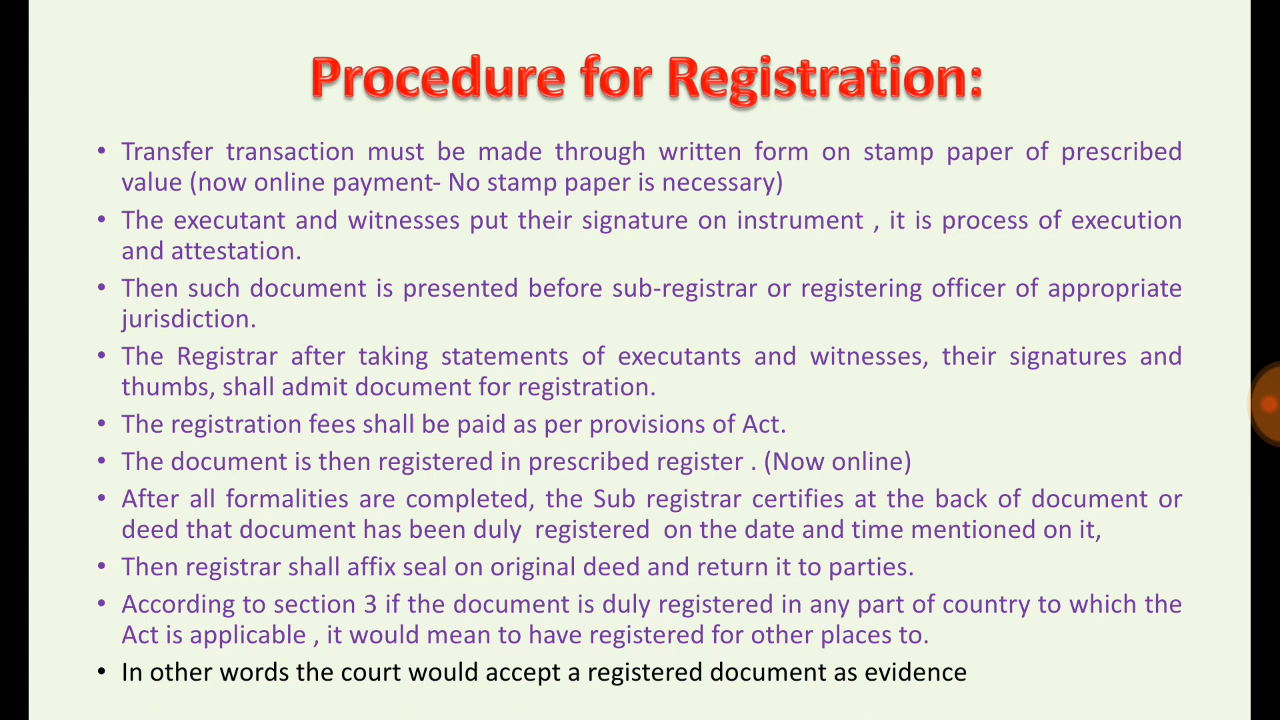 Procedure for Registration:
• Transfer transaction must be made through written form on stamp paper of prescribed
value (now online payment- No stamp paper is necessary)
• The executant and witnesses put their signature on instrument , it is process of execution
and attestation.
• Then such document is presented before sub-registrar or registering officer of appropriate
jurisdiction.
• The Registrar after taking statements of executants and witnesses, their signatures and
thumbs, shall admit document for registration.
• The registration fees shall be paid as per provisions of Act.
• The document is then registered in prescribed register . (Now online)
• After all formalities are completed, the Sub registrar certifies at the back of document or
deed that document has been duly  registered  on the date and time mentioned on it,
• Then registrar shall affix seal on original deed and return it to parties.
• According to section 3 if the document is duly registered in any part of country to which the
Act is applicable , it would mean to have registered for other places to.
• In other words the court would accept a registered document as evidence